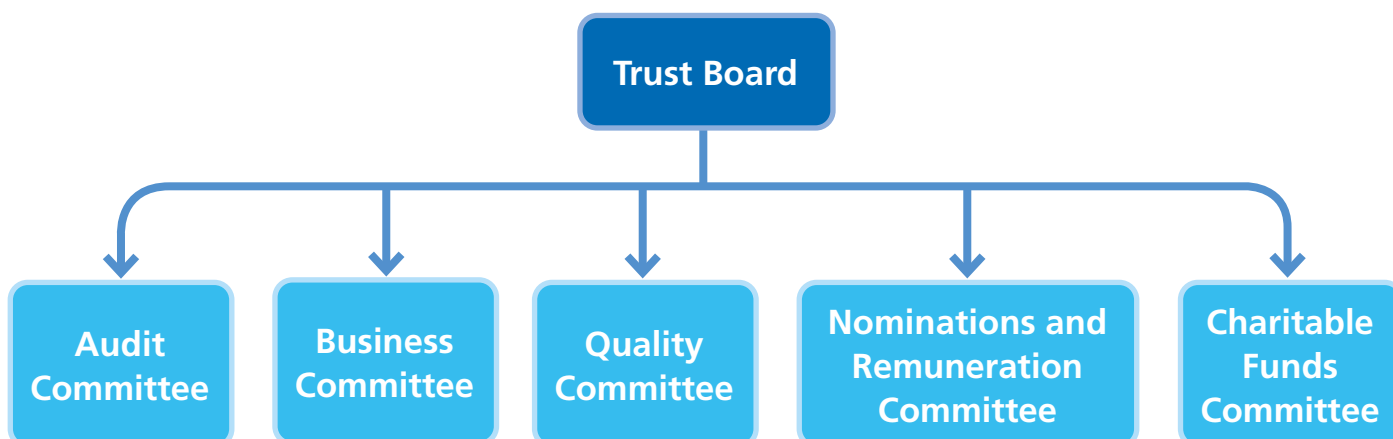 Trust Board
Audit
Committee
Business
Committee
Quality
Committee
Nominations and
Remuneration
Committee
Charitable
Funds
Committee